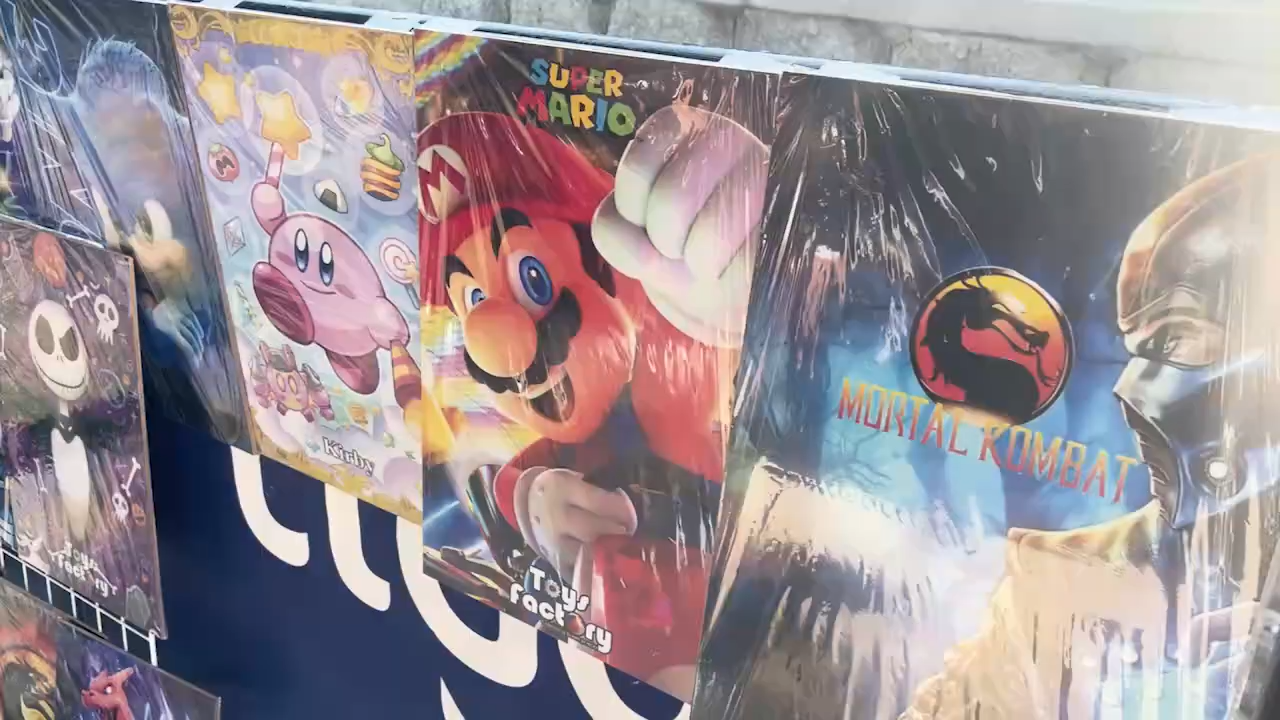 SUPER
MARIO
M
MORTAL KOMBAT
Kirby
Toys
factory
Toys
factory